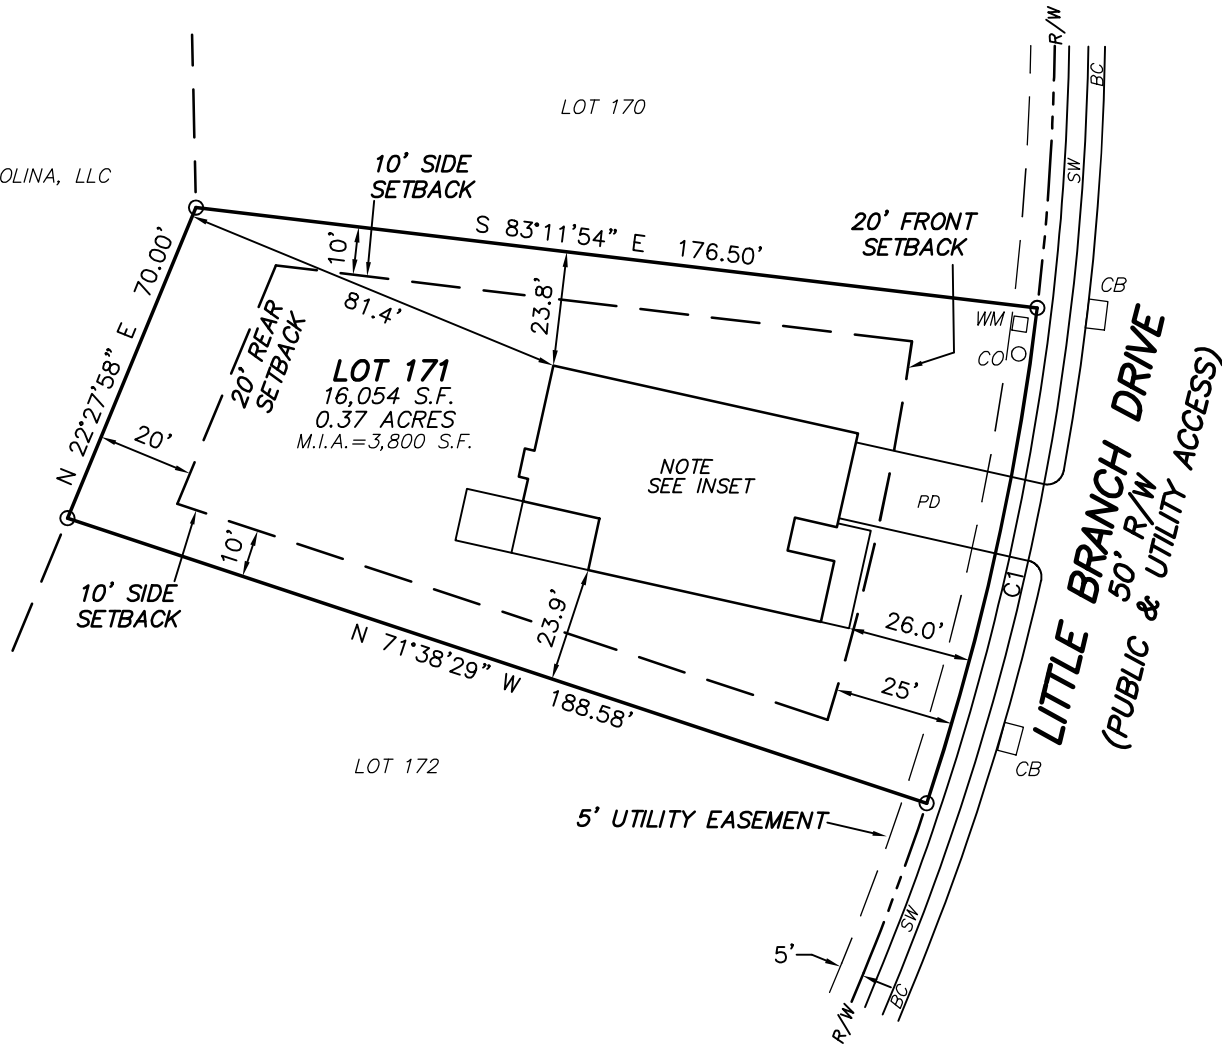 R/W
BC
SW
LOT 170
OLINA, LLC
10' SIDE
SETBACK
S 83°11'54" E 176.50'
20' FRONT
SETBACK
10'
N 22°27'58" E 70.00'
81.4'
23.8'
CB
WM
CO
20' REAR
SETBACK
LOT 171
16,054 S.F.
0.37 ACRES
M.I.A.=3,800 S.F.
20'
NOTE
SEE INSET
PD
LITTLE BRANCH DRIVE
50' R/W
(PUBLIC & UTILITY ACCESS)
10'
10' SIDE
SETBACK
C1
23.9'
26.0'
25'
N 71°38'29" W 188.58'
LOT 172
CB
5' UTILITY EASEMENT
SW
5'
BC
R/W